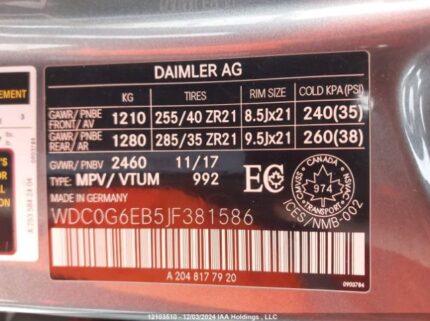 DAIMLER AG
KG TIRES RIM SIZE COLD KPA (PSI)
GAWR/ PNBE FRONT/ AV 1210 255/40 ZR21 8.5Jx21 240(35)
GAWR/ PNBE REAR/ AR 1280 285/35 ZR21 9.5Jx21 260(38)
GVWR/ PNBV 2460 11/17
TYPE: MPV/ VTUM 992
MADE IN GERMANY
WDC0G6EB5JF381586
A 204 817 79 20
0903784
EC
CANADA
974
TRANSPORT
ICES/NMB-002
EMENT
12103510 - 12/03/2024 IAA Holdings , LLC